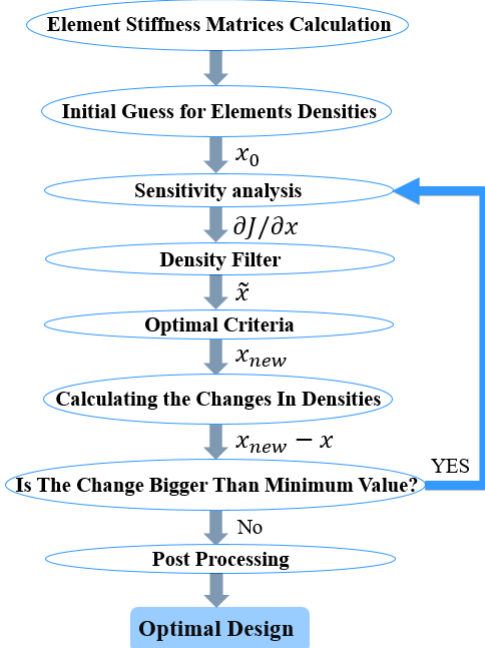 Element Stiffness Matrices Calculation
Initial Guess for Elements Densities
x₀
Sensitivity analysis
∂J/∂x
Density Filter
x̃
Optimal Criteria
xₙₑw
Calculating the Changes In Densities
xₙₑw − x
YES
Is The Change Bigger Than Minimum Value?
No
Post Processing
Optimal Design